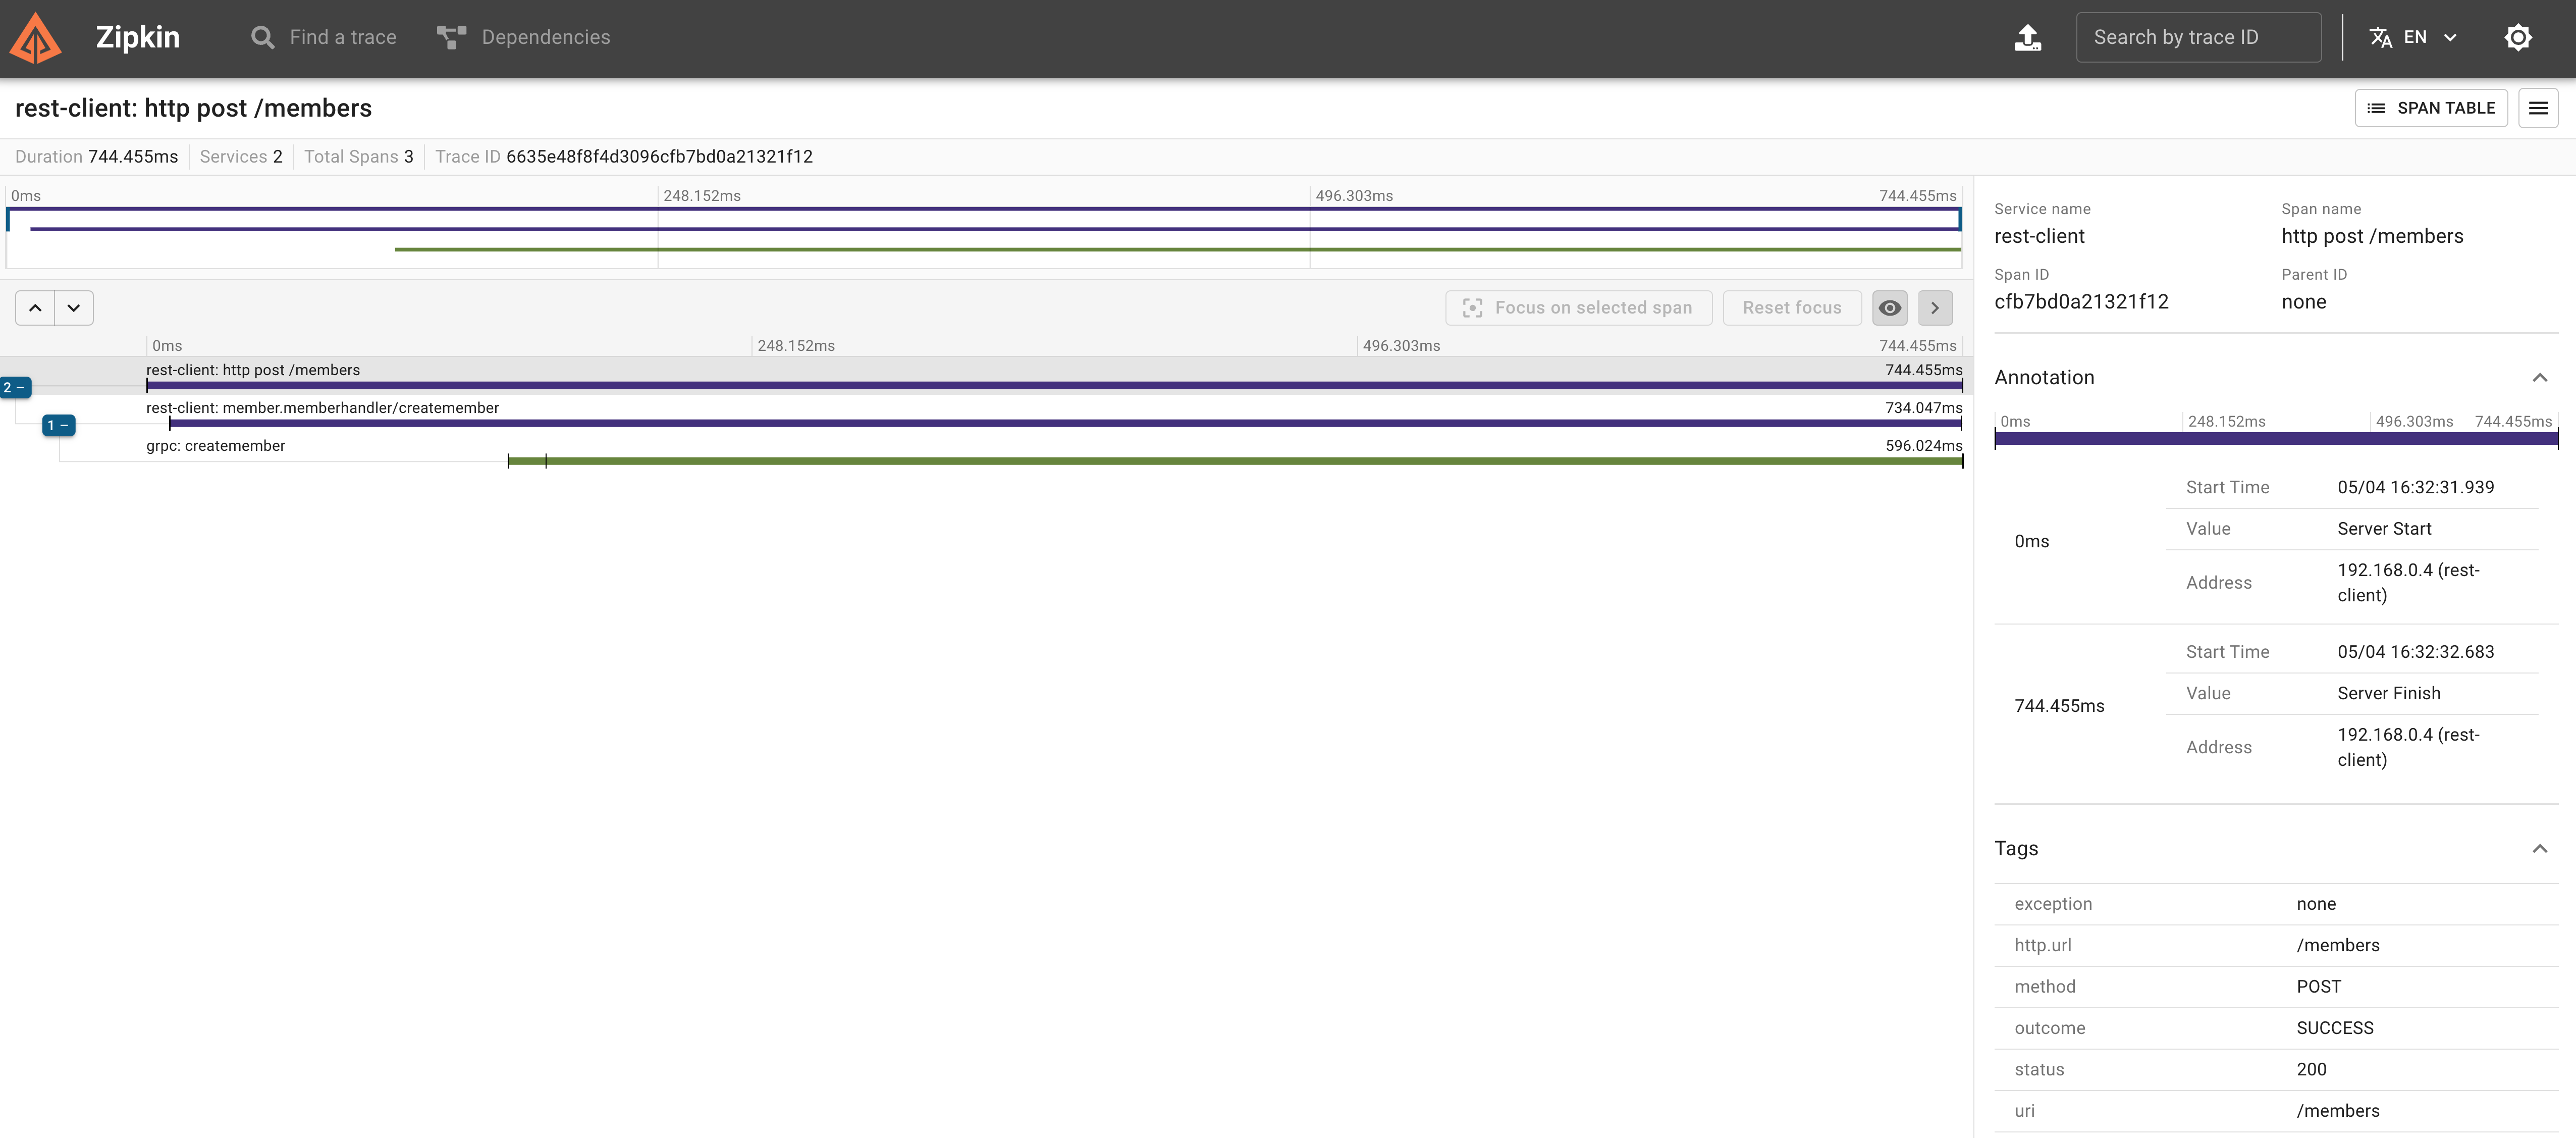 Zipkin
Find a trace
Dependencies
Search by trace ID
EN
rest-client: http post /members
SPAN TABLE
Duration 744.455ms Services 2 Total Spans 3 Trace ID 6635e48f8f4d3096cfb7bd0a21321f12
0ms 248.152ms 496.303ms 744.455ms
Focus on selected span
Reset focus
0ms 248.152ms 496.303ms 744.455ms
rest-client: http post /members 744.455ms
2 –
rest-client: member.memberhandler/createmember 734.047ms
1 –
grpc: createmember 596.024ms
Service name Span name
rest-client http post /members
Span ID Parent ID
cfb7bd0a21321f12 none
Annotation
0ms 248.152ms 496.303ms 744.455ms
0ms
Start Time 05/04 16:32:31.939
Value Server Start
Address 192.168.0.4 (rest-
client)
744.455ms
Start Time 05/04 16:32:32.683
Value Server Finish
Address 192.168.0.4 (rest-
client)
Tags
exception none
http.url /members
method POST
outcome SUCCESS
status 200
uri /members